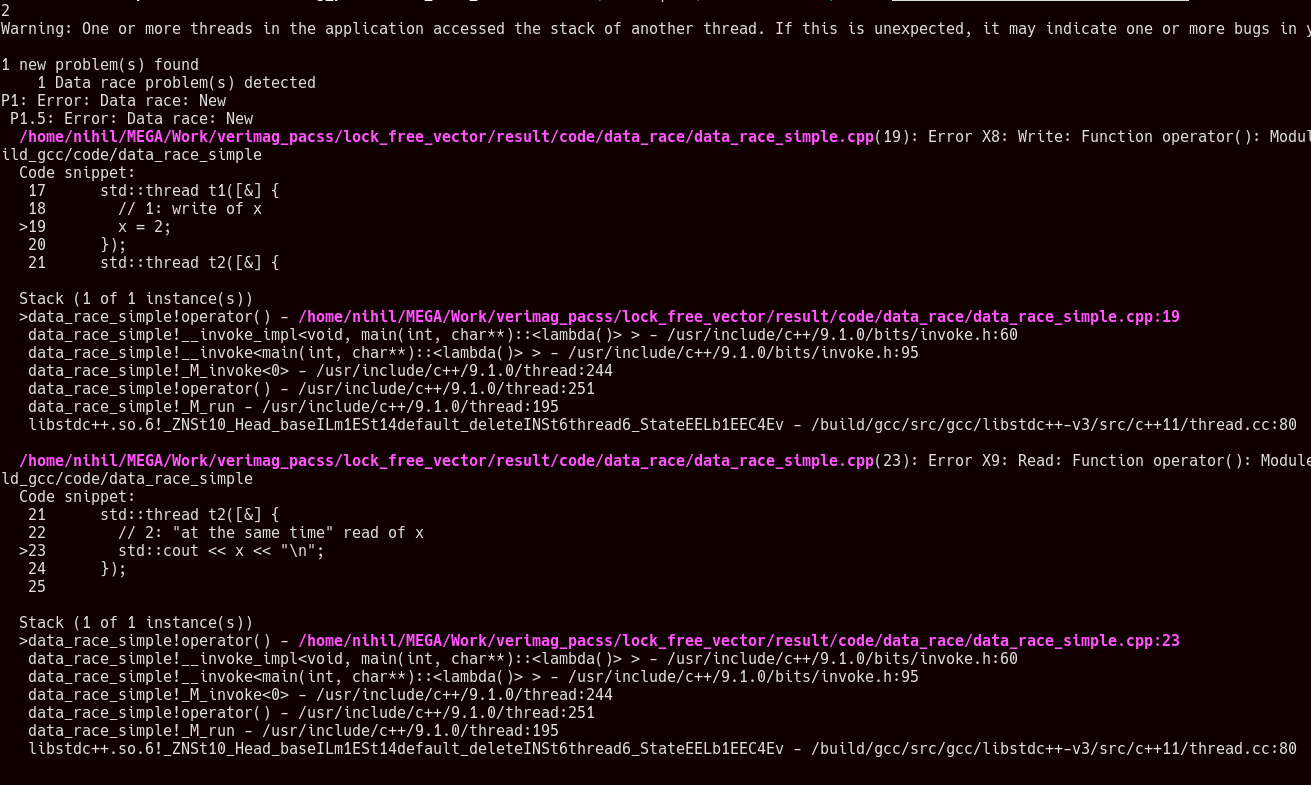 2
Warning: One or more threads in the application accessed the stack of another thread. If this is unexpected, it may indicate one or more bugs in

1 new problem(s) found
    1 Data race problem(s) detected
P1: Error: Data race: New
 P1.5: Error: Data race: New
  /home/nihil/MEGA/Work/verimag_pacss/lock_free_vector/result/code/data_race/data_race_simple.cpp(19): Error X8: Write: Function operator(): Modul
ild_gcc/code/data_race_simple
  Code snippet:
   17      std::thread t1([&] {
   18        // 1: write of x
  >19        x = 2;
   20      });
   21      std::thread t2([&] {

  Stack (1 of 1 instance(s))
  >data_race_simple!operator() - /home/nihil/MEGA/Work/verimag_pacss/lock_free_vector/result/code/data_race/data_race_simple.cpp:19
   data_race_simple!__invoke_impl<void, main(int, char**)::<lambda()> > - /usr/include/c++/9.1.0/bits/invoke.h:60
   data_race_simple!__invoke<main(int, char**)::<lambda()> > - /usr/include/c++/9.1.0/bits/invoke.h:95
   data_race_simple!_M_invoke<0> - /usr/include/c++/9.1.0/thread:244
   data_race_simple!operator() - /usr/include/c++/9.1.0/thread:251
   data_race_simple!_M_run - /usr/include/c++/9.1.0/thread:195
   libstdc++.so.6!_ZNSt10_Head_baseILm1ESt14default_deleteINSt6thread6_StateEELb1EEC4Ev - /build/gcc/src/gcc/libstdc++-v3/src/c++11/thread.cc:80

  /home/nihil/MEGA/Work/verimag_pacss/lock_free_vector/result/code/data_race/data_race_simple.cpp(23): Error X9: Read: Function operator(): Module
ld_gcc/code/data_race_simple
  Code snippet:
   21      std::thread t2([&] {
   22        // 2: "at the same time" read of x
  >23        std::cout << x << "\n";
   24      });
   25

  Stack (1 of 1 instance(s))
  >data_race_simple!operator() - /home/nihil/MEGA/Work/verimag_pacss/lock_free_vector/result/code/data_race/data_race_simple.cpp:23
   data_race_simple!__invoke_impl<void, main(int, char**)::<lambda()> > - /usr/include/c++/9.1.0/bits/invoke.h:60
   data_race_simple!__invoke<main(int, char**)::<lambda()> > - /usr/include/c++/9.1.0/bits/invoke.h:95
   data_race_simple!_M_invoke<0> - /usr/include/c++/9.1.0/thread:244
   data_race_simple!operator() - /usr/include/c++/9.1.0/thread:251
   data_race_simple!_M_run - /usr/include/c++/9.1.0/thread:195
   libstdc++.so.6!_ZNSt10_Head_baseILm1ESt14default_deleteINSt6thread6_StateEELb1EEC4Ev - /build/gcc/src/gcc/libstdc++-v3/src/c++11/thread.cc:80